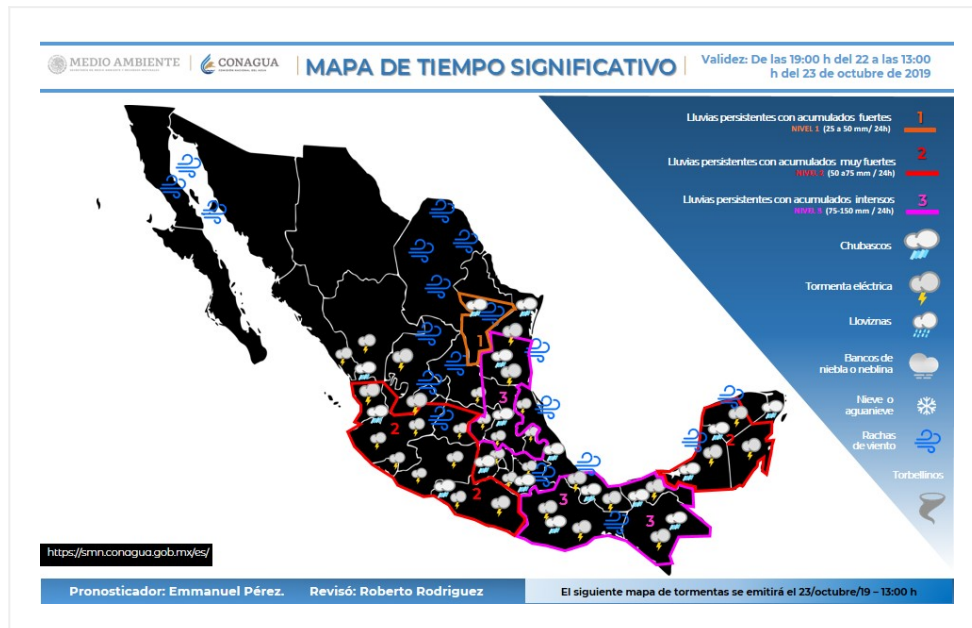 MEDIO AMBIENTE
CONAGUA
MAPA DE TIEMPO SIGNIFICATIVO
Validez: De las 19:00 h del 22 a las 13:00
h del 23 de octubre de 2019
Lluvias persistentes con acumulados fuertes
NIVEL 1 (25 a 50 mm/ 24h)
1
Lluvias persistentes con acumulados muy fuertes
NIVEL 2 (50 a75 mm / 24h)
2
Lluvias persistentes con acumulados intensos
NIVEL 3 (75-150 mm / 24h)
3
Chubascos
Tormenta eléctrica
Lloviznas
Bancos de
niebla o neblina
Nieve o
aguanieve
Rachas
de viento
Torbellinos
1
3
2
2
2
3
3
https://smn.conagua.gob.mx/es/
Pronosticador: Emmanuel Pérez. Revisó: Roberto Rodriguez
El siguiente mapa de tormentas se emitirá el 23/octubre/19 – 13:00 h